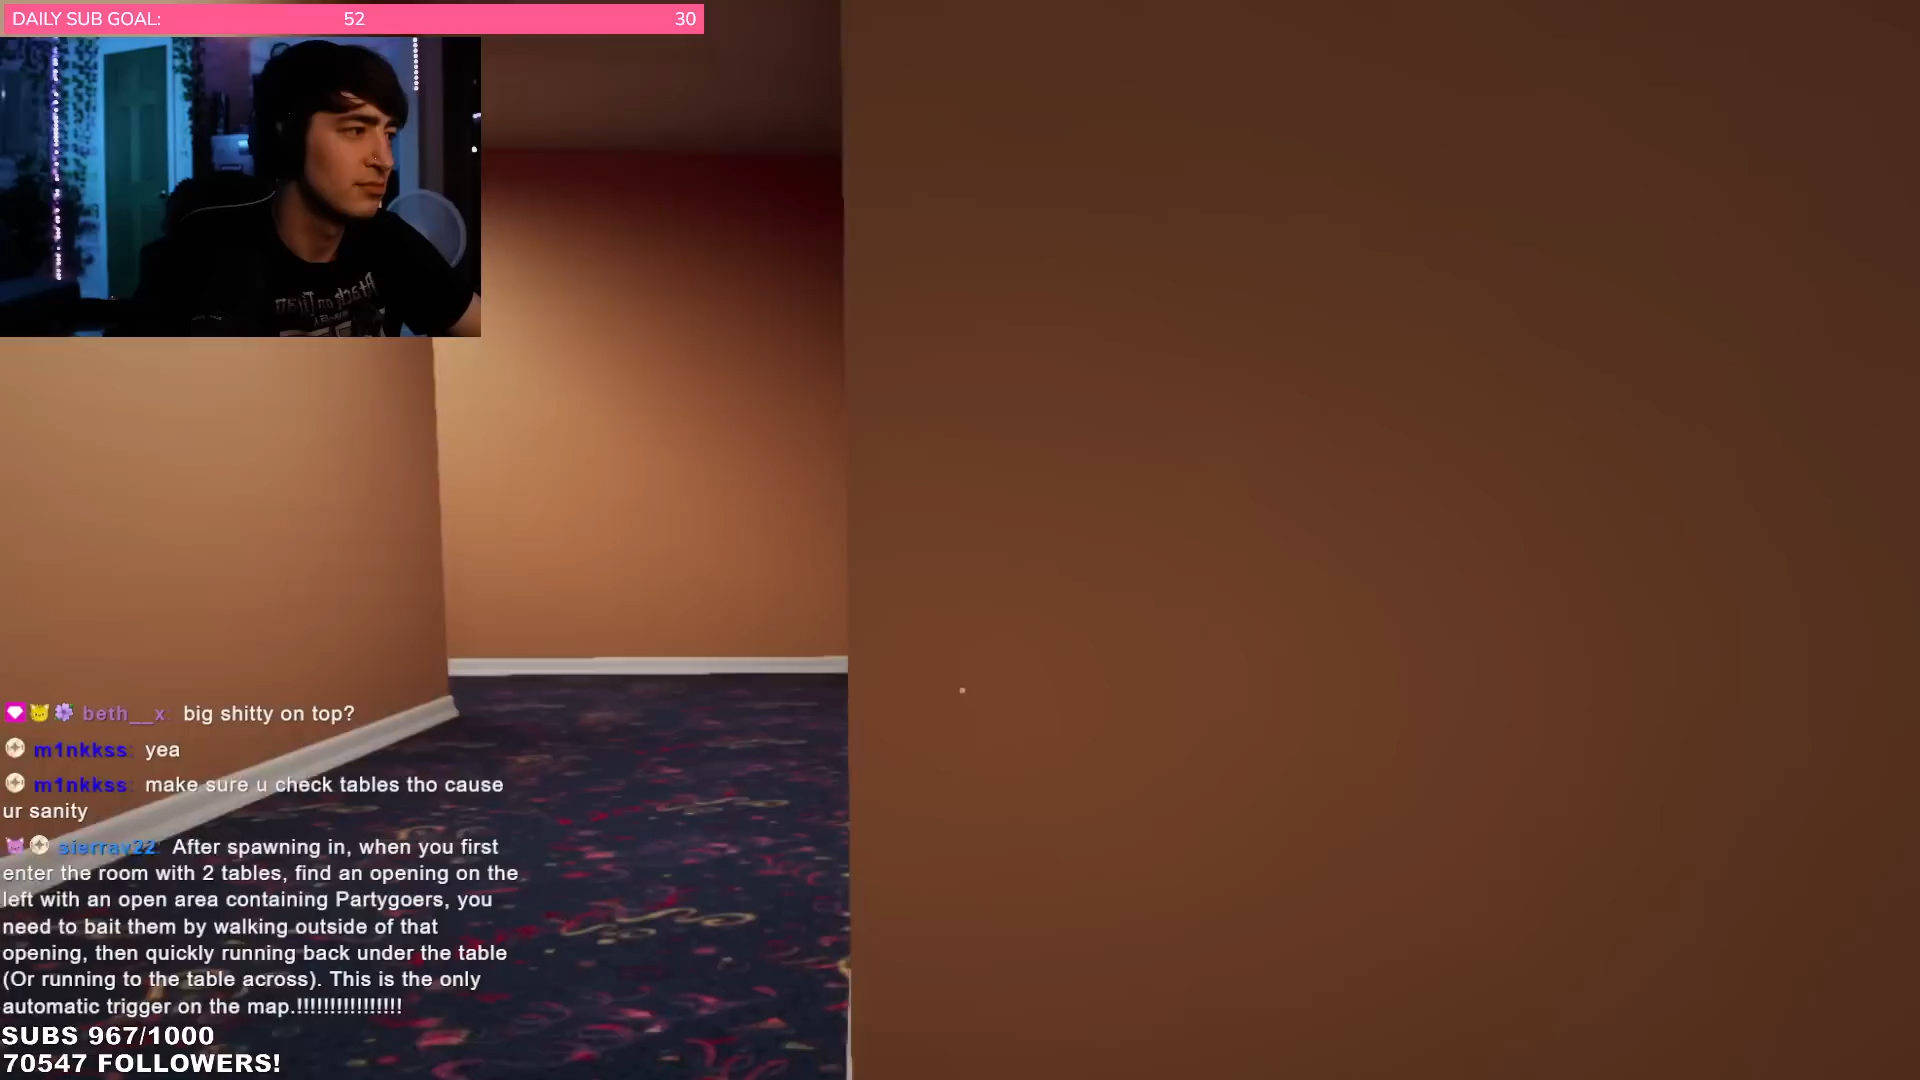 DAILY SUB GOAL: 52 30
Attack on Titan
beth__x: big shitty on top?
m1nkkss: yea
m1nkkss: make sure u check tables tho cause
ur sanity
sierrav22: After spawning in, when you first
enter the room with 2 tables, find an opening on the
left with an open area containing Partygoers, you
need to bait them by walking outside of that
opening, then quickly running back under the table
(Or running to the table across). This is the only
automatic trigger on the map.!!!!!!!!!!!!!!!!
SUBS 967/1000
70547 FOLLOWERS!